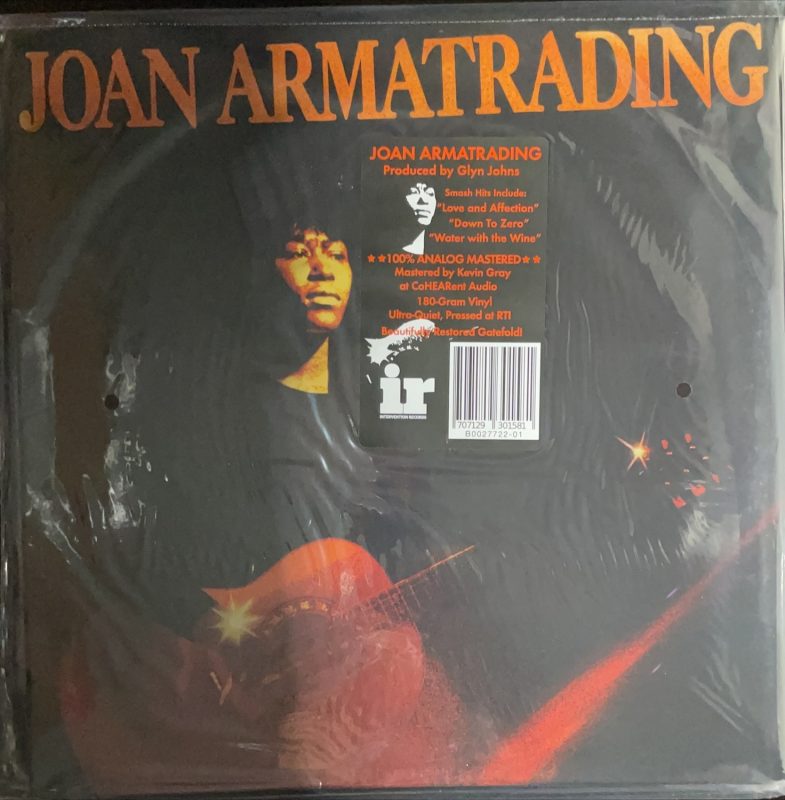 JOAN ARMATRADING
JOAN ARMATRADING
Produced by Glyn Johns
Smash Hits Include:
"Love and Affection"
"Down To Zero"
"Water with the Wine"
★ ★100% ANALOG MASTERED★ ★
Mastered by Kevin Gray
at CoHEARent Audio
180-Gram Vinyl
Ultra-Quiet, Pressed at RTI
Beautifully Restored Gatefold!
ir
INTERVENTION RECORDS
707129 301581
B0027722-01